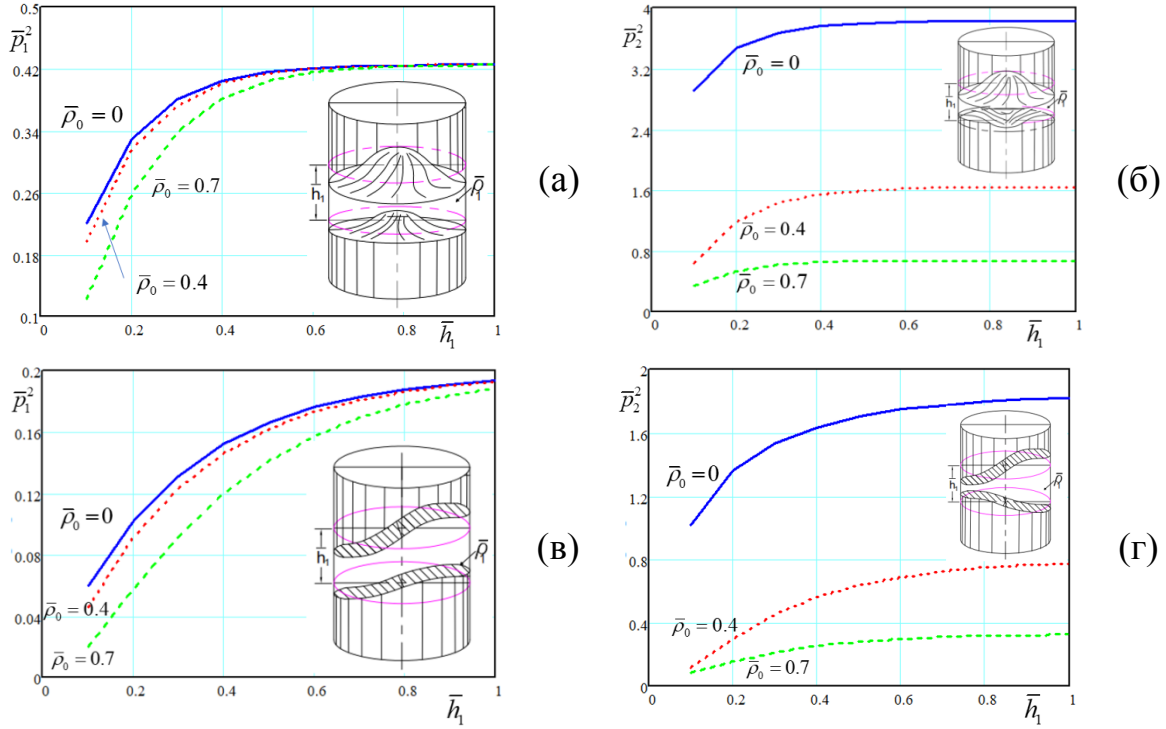 0.5
p̄₁²
0.42
ρ̄₀ = 0
0.34
ρ̄₀ = 0.7
0.26
h̄₁
ρ̄₁
0.18
ρ̄₀ = 0.4
0.1
0 0.2 0.4 0.6 0.8 1
h̄₁
(а)
4
p̄₂²
3.2
ρ̄₀ = 0
h̄₁
ρ̄₁
2.4
1.6
ρ̄₀ = 0.4
0.8
ρ̄₀ = 0.7
0
0 0.2 0.4 0.6 0.8 1
h̄₁
(б)
0.2
p̄₁²
0.16
0.12
ρ̄₀ = 0
0.08
h̄₁
ρ̄₁
ρ̄₀ = 0.4
0.04
ρ̄₀ = 0.7
0
0 0.2 0.4 0.6 0.8 1
h̄₁
(в)
2
p̄₂²
1.6
ρ̄₀ = 0
h̄₁
ρ̄₁
1.2
0.8
ρ̄₀ = 0.4
0.4
ρ̄₀ = 0.7
0
0 0.2 0.4 0.6 0.8 1
h̄₁
(г)